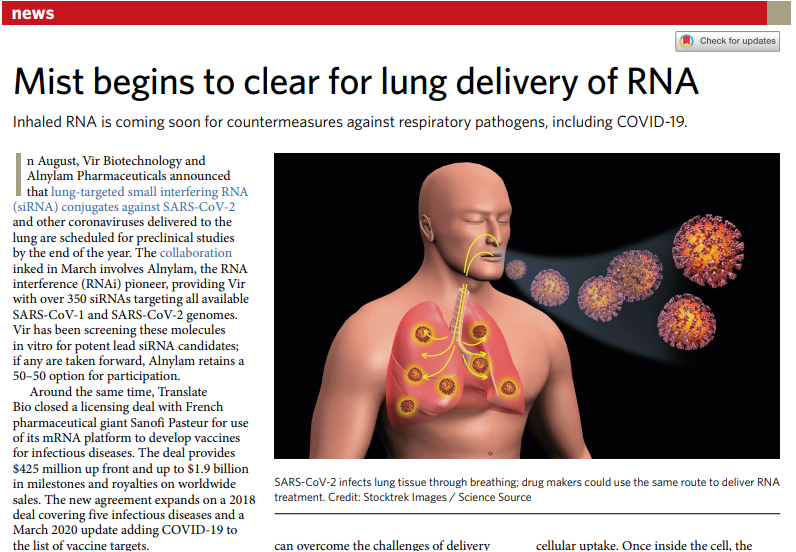 news
Check for updates
Mist begins to clear for lung delivery of RNA
Inhaled RNA is coming soon for countermeasures against respiratory pathogens, including COVID-19.
In August, Vir Biotechnology and
Alnylam Pharmaceuticals announced
that lung-targeted small interfering RNA
(siRNA) conjugates against SARS-CoV-2
and other coronaviruses delivered to the
lung are scheduled for preclinical studies
by the end of the year. The collaboration
inked in March involves Alnylam, the RNA
interference (RNAi) pioneer, providing Vir
with over 350 siRNAs targeting all available
SARS-CoV-1 and SARS-CoV-2 genomes.
Vir has been screening these molecules
in vitro for potent lead siRNA candidates;
if any are taken forward, Alnylam retains a
50–50 option for participation.
Around the same time, Translate
Bio closed a licensing deal with French
pharmaceutical giant Sanofi Pasteur for use
of its mRNA platform to develop vaccines
for infectious diseases. The deal provides
$425 million up front and up to $1.9 billion
in milestones and royalties on worldwide
sales. The new agreement expands on a 2018
deal covering five infectious diseases and a
March 2020 update adding COVID-19 to
the list of vaccine targets.
SARS-CoV-2 infects lung tissue through breathing; drug makers could use the same route to deliver RNA
treatment. Credit: Stocktrek Images / Science Source
can overcome the challenges of delivery
cellular uptake. Once inside the cell, the